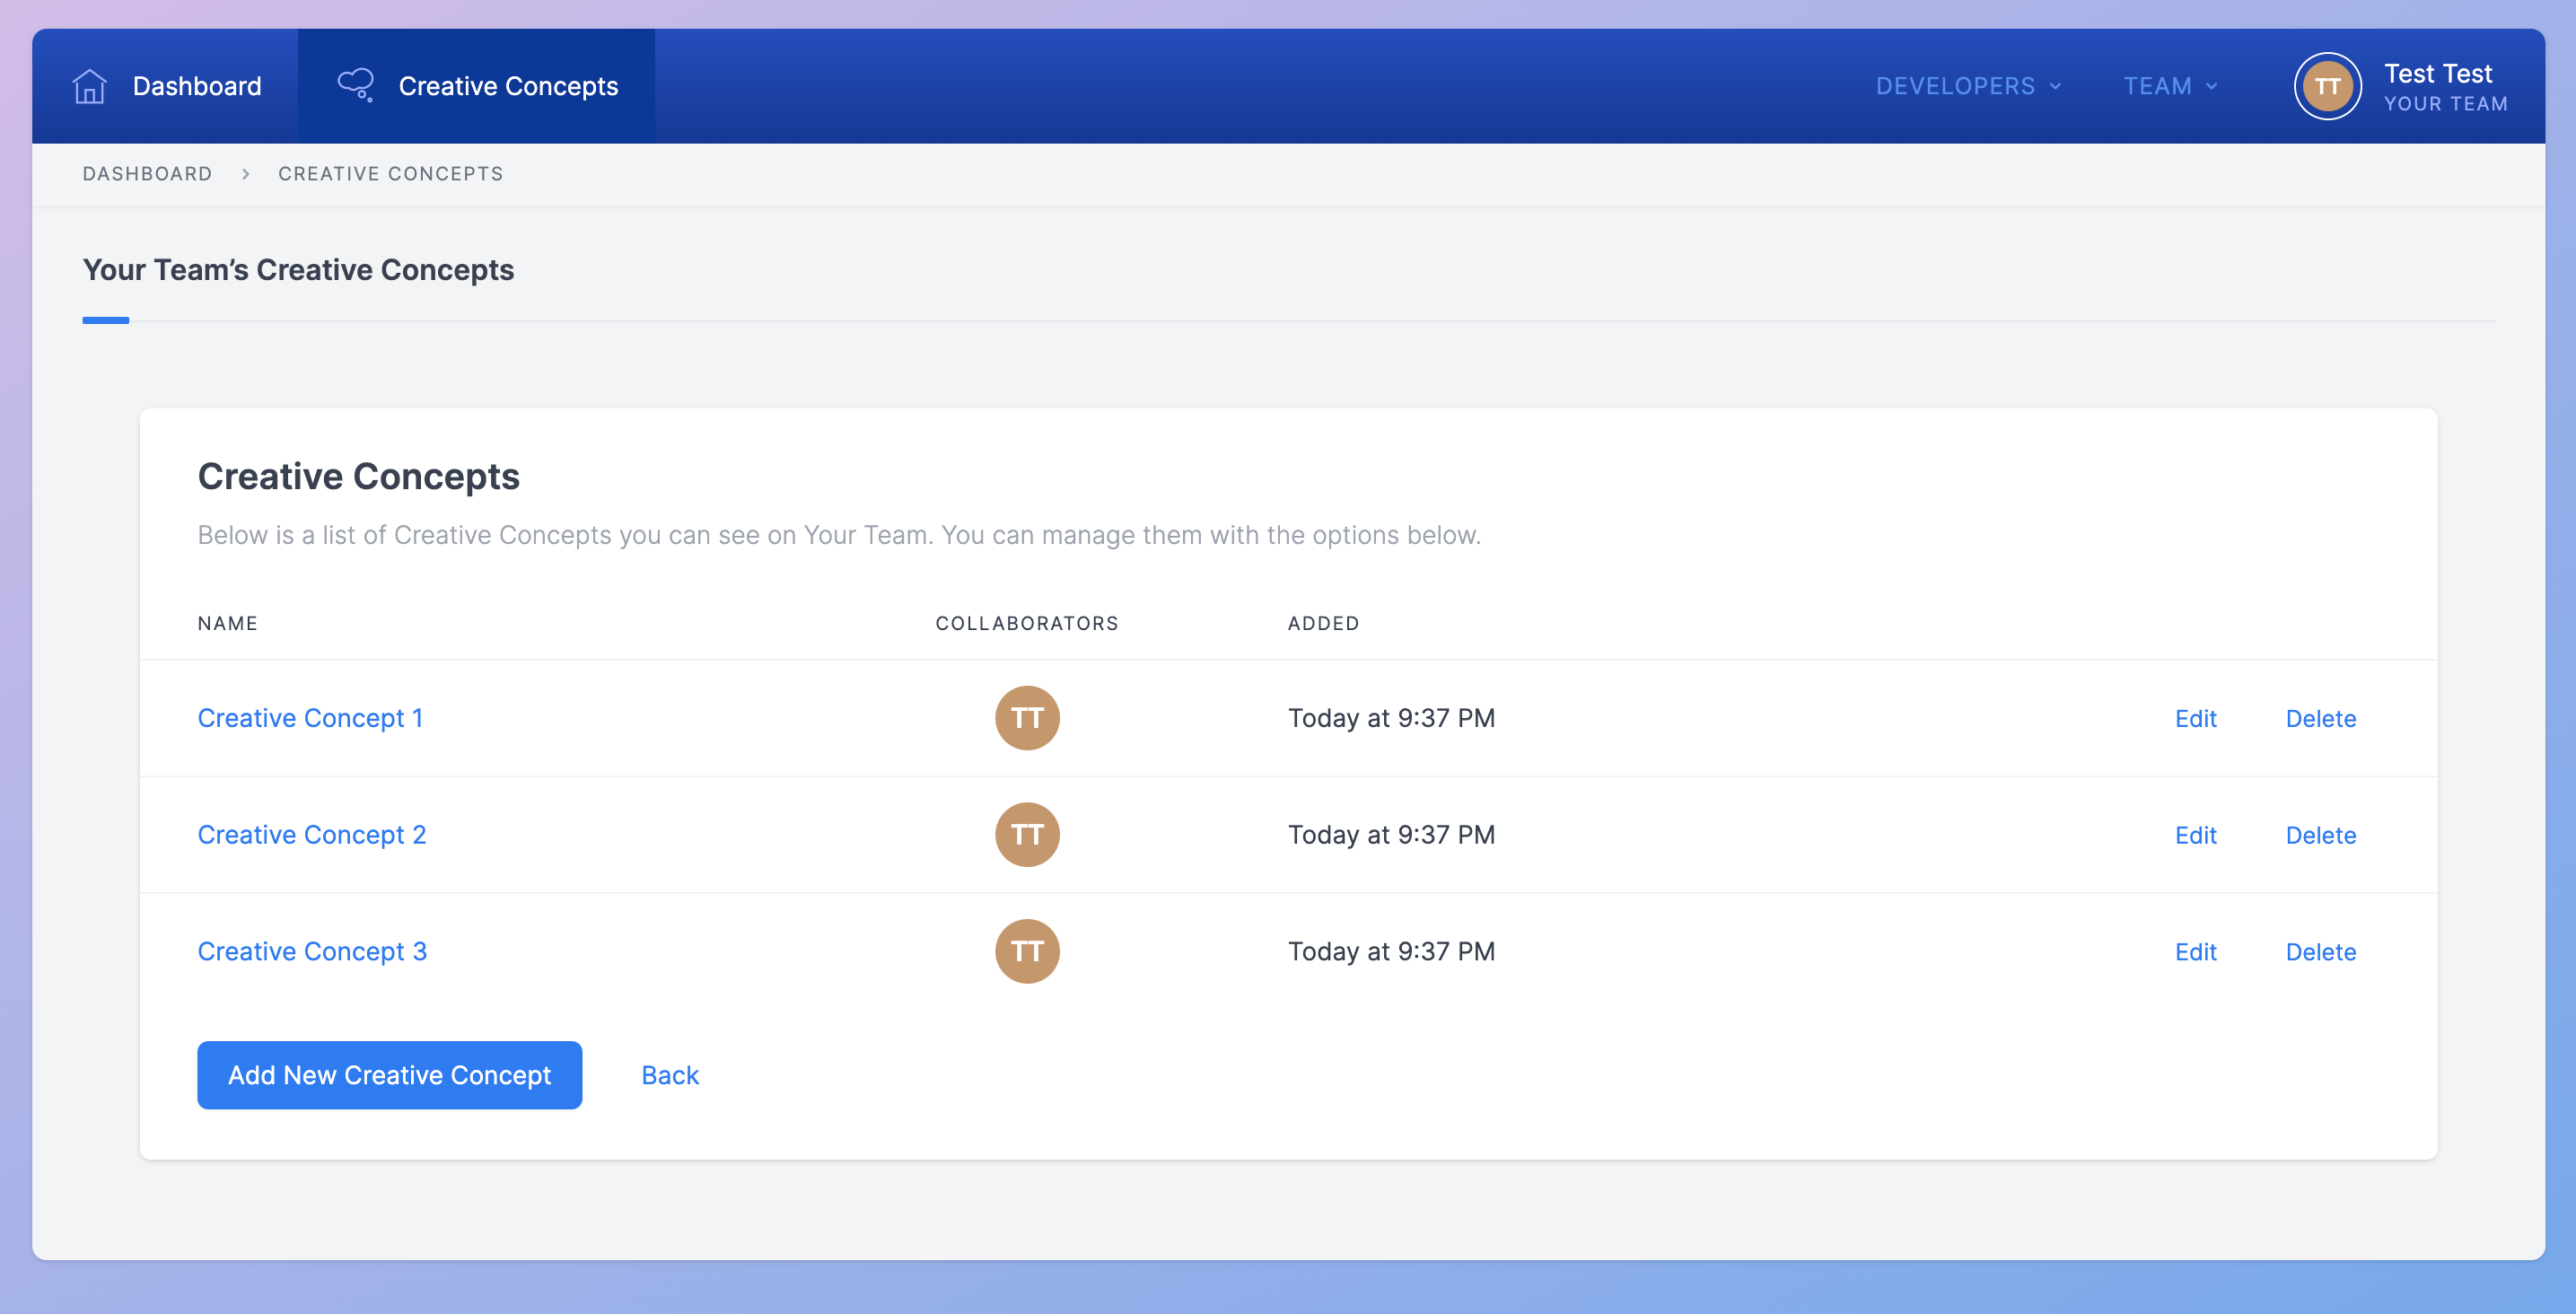 Dashboard
Creative Concepts
DEVELOPERS
TEAM
TT
Test Test
YOUR TEAM
DASHBOARD > CREATIVE CONCEPTS
Your Team’s Creative Concepts
Creative Concepts
Below is a list of Creative Concepts you can see on Your Team. You can manage them with the options below.
NAME COLLABORATORS ADDED
Creative Concept 1 TT Today at 9:37 PM Edit Delete
Creative Concept 2 TT Today at 9:37 PM Edit Delete
Creative Concept 3 TT Today at 9:37 PM Edit Delete
Add New Creative Concept Back